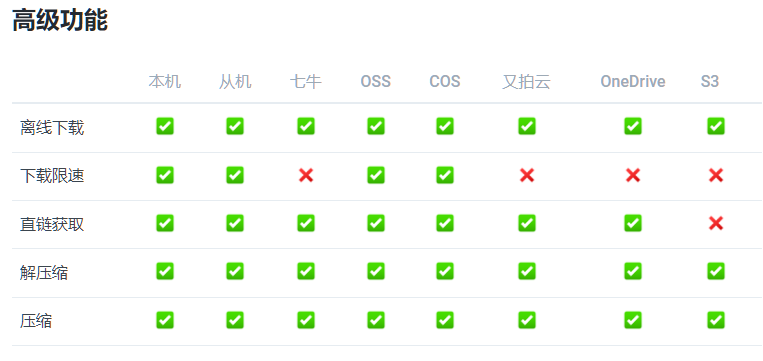 高级功能
本机 从机 七牛 OSS COS 又拍云 OneDrive S3
离线下载 ✅ ✅ ✅ ✅ ✅ ✅ ✅ ✅
下载限速 ✅ ✅ ❌ ✅ ✅ ❌ ❌ ❌
直链获取 ✅ ✅ ✅ ✅ ✅ ✅ ✅ ❌
解压缩 ✅ ✅ ✅ ✅ ✅ ✅ ✅ ✅
压缩 ✅ ✅ ✅ ✅ ✅ ✅ ✅ ✅